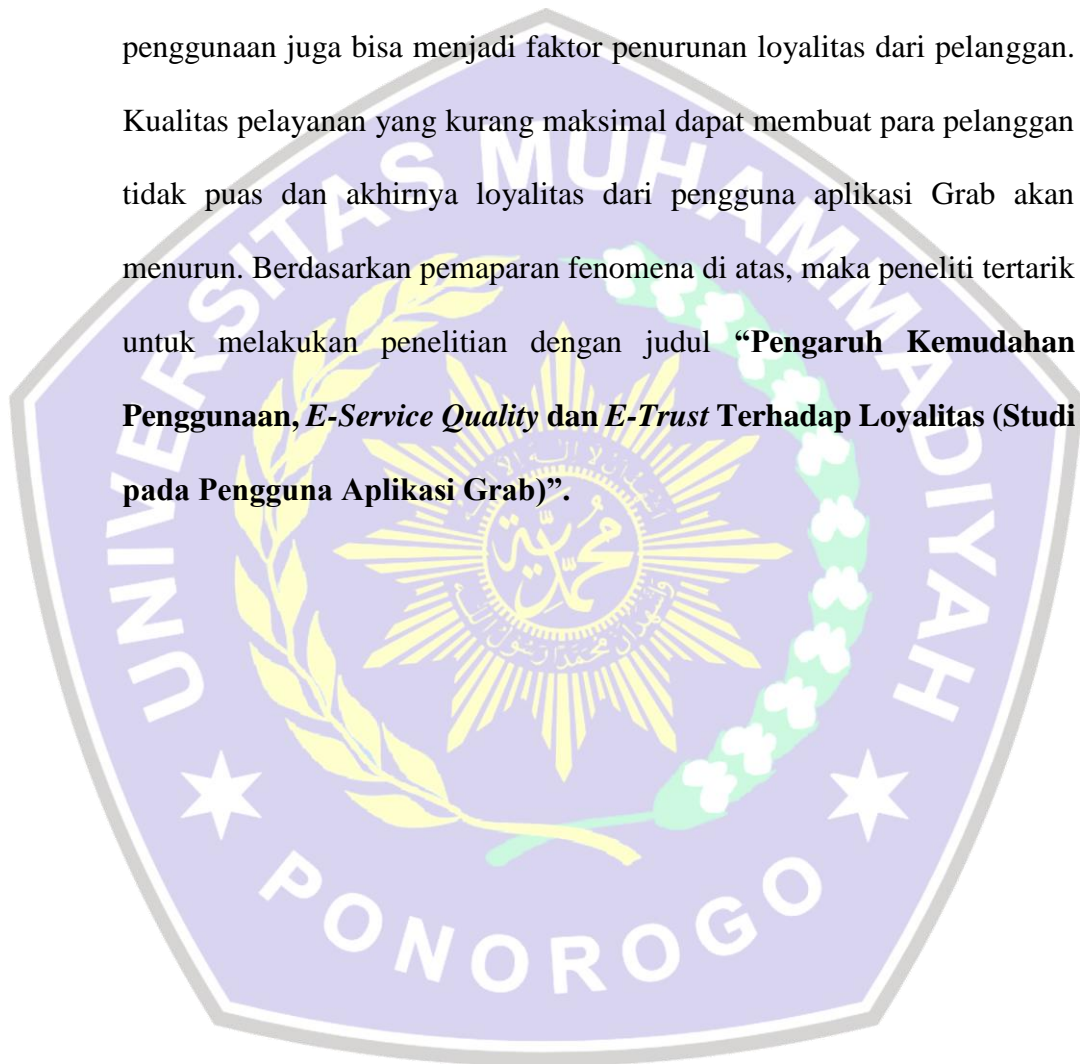 penggunaan juga bisa menjadi faktor penurunan loyalitas dari pelanggan.
Kualitas pelayanan yang kurang maksimal dapat membuat para pelanggan
tidak puas dan akhirnya loyalitas dari pengguna aplikasi Grab akan
menurun. Berdasarkan pemaparan fenomena di atas, maka peneliti tertarik
untuk melakukan penelitian dengan judul “Pengaruh Kemudahan
Penggunaan, E-Service Quality dan E-Trust Terhadap Loyalitas (Studi
pada Pengguna Aplikasi Grab)”.
UNIVERSITAS MUHAMMADIYAH
PONOROGO
محمدية